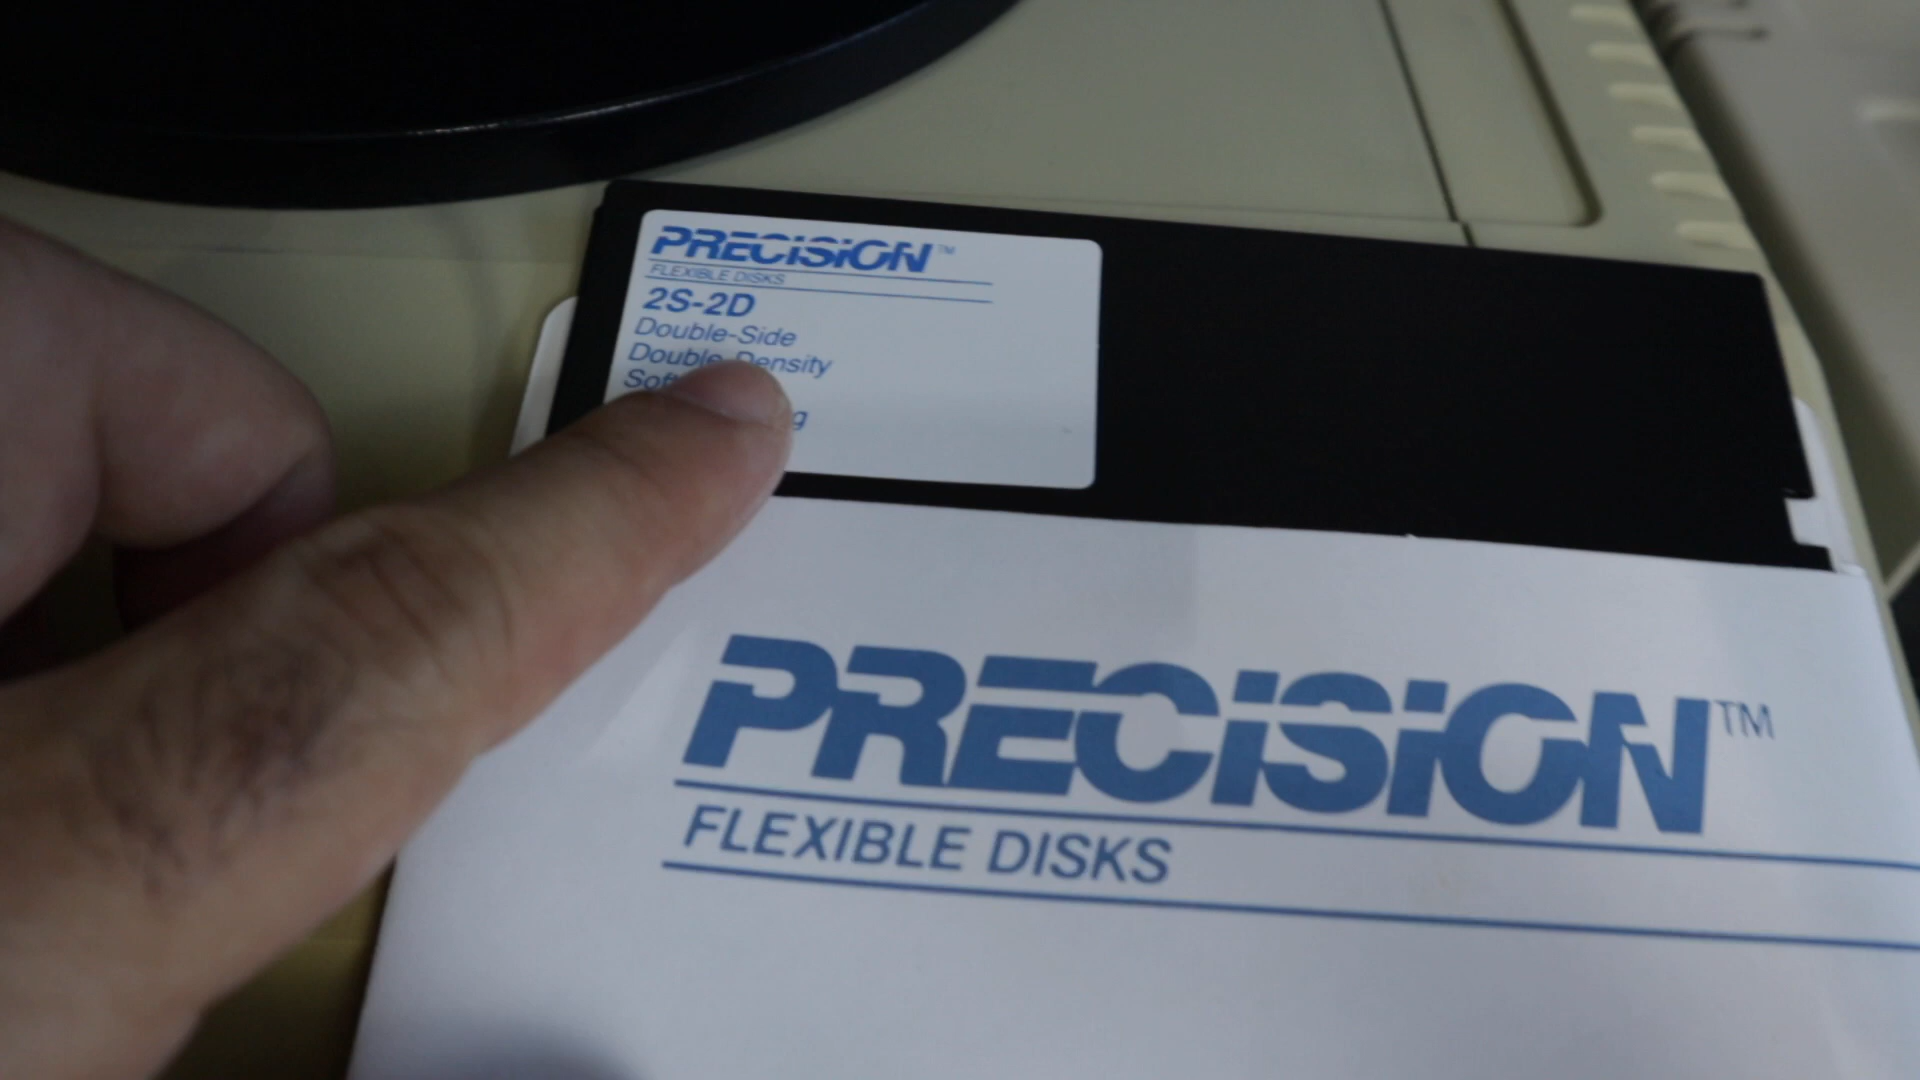 PRECISION™
FLEXIBLE DISKS
2S-2D
Double-Side
Double-Density
PRECISION™
FLEXIBLE DISKS